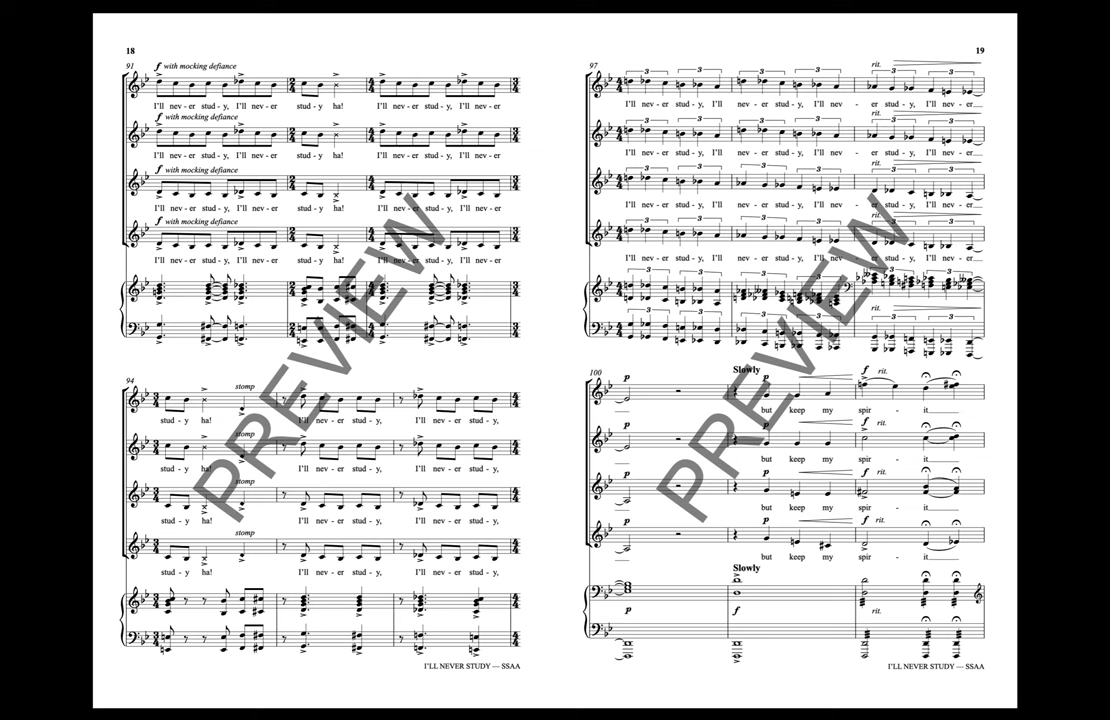 18
91
f with mocking defiance
I'll nev - er stud - y, I'll nev - er stud - y ha! I'll nev - er stud - y, I'll nev - er
f with mocking defiance
I'll nev - er stud - y, I'll nev - er stud - y ha! I'll nev - er stud - y, I'll nev - er
f with mocking defiance
I'll nev - er stud - y, I'll nev - er stud - y ha! I'll nev - er stud - y, I'll nev - er
f with mocking defiance
I'll nev - er stud - y, I'll nev - er stud - y ha! I'll nev - er stud - y, I'll nev - er
94
stomp
stud - y ha! I'll nev - er stud - y, I'll nev - er stud - y,
stomp
stud - y ha! I'll nev - er stud - y, I'll nev - er stud - y,
stomp
stud - y ha! I'll nev - er stud - y, I'll nev - er stud - y,
stomp
stud - y ha! I'll nev - er stud - y, I'll nev - er stud - y,
I'LL NEVER STUDY — SSAA
PREVIEW
19
97
rit.
I'll nev - er stud - y, I'll nev - er stud - y, I'll nev - er stud - y, I'll nev - er
rit.
I'll nev - er stud - y, I'll nev - er stud - y, I'll nev - er stud - y, I'll nev - er
rit.
I'll nev - er stud - y, I'll nev - er stud - y, I'll nev - er stud - y, I'll nev - er
rit.
I'll nev - er stud - y, I'll nev - er stud - y, I'll nev - er stud - y, I'll nev - er
rit.
100
Slowly
p p f rit.
but keep my spir - it
p p f rit.
but keep my spir - it
p p f rit.
but keep my spir - it
p p f rit.
but keep my spir - it
Slowly
p f rit.
I'LL NEVER STUDY — SSAA
PREVIEW